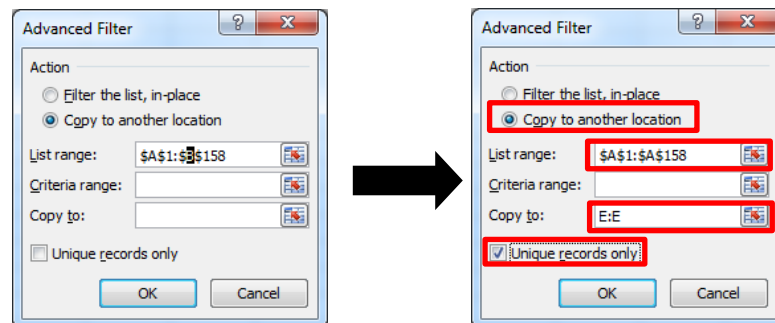 Advanced Filter
Action
Filter the list, in-place
Copy to another location
List range: $A$1:$B$158
Criteria range:
Copy to:
Unique records only
OK Cancel
Advanced Filter
Action
Filter the list, in-place
Copy to another location
List range: $A$1:$A$158
Criteria range:
Copy to: E:E
Unique records only
OK Cancel